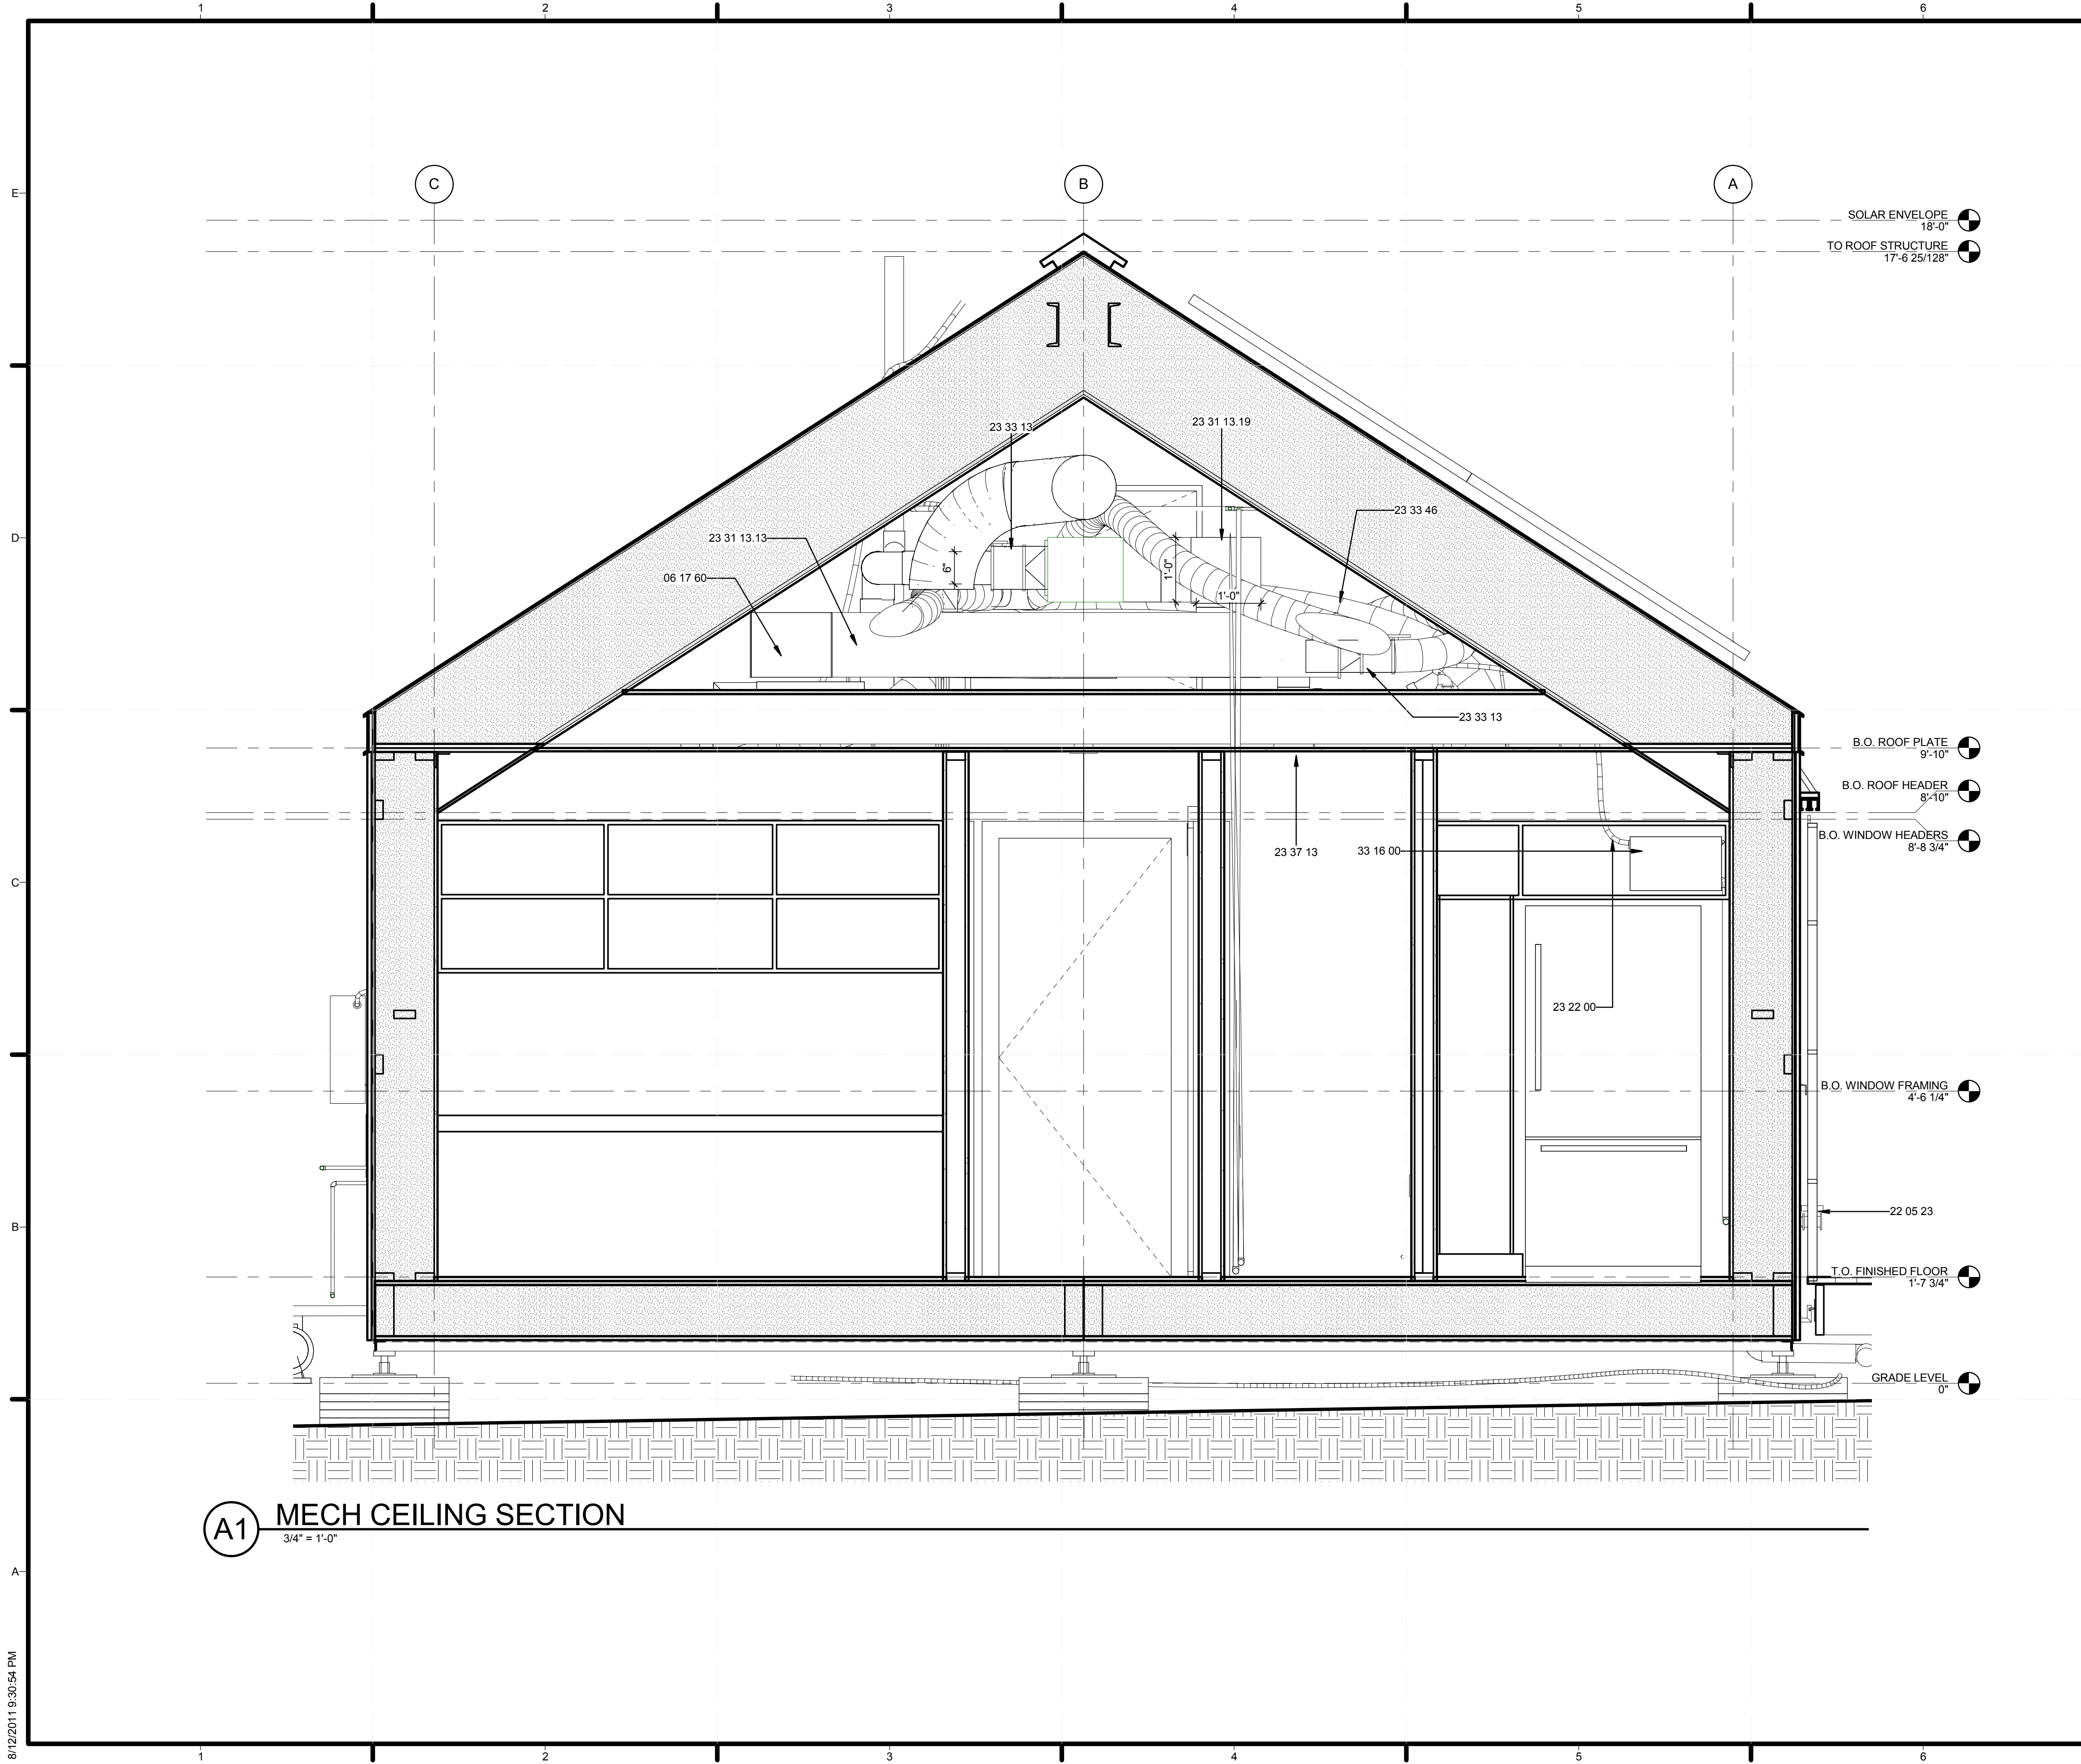 1 2 3 4 5 6
E
C B A
SOLAR ENVELOPE
18'-0"
TO ROOF STRUCTURE
17'-6 25/128"
23 31 13.19
23 33 13
23 33 46
D
23 31 13.13
6"
1'-0"
1'-0"
06 17 60
23 33 13
B.O. ROOF PLATE
9'-10"
B.O. ROOF HEADER
8'-10"
B.O. WINDOW HEADERS
8'-8 3/4"
23 37 13
33 16 00
C
23 22 00
B.O. WINDOW FRAMING
4'-6 1/4"
22 05 23
B
T.O. FINISHED FLOOR
1'-7 3/4"
GRADE LEVEL
0"
A1
MECH CEILING SECTION
3/4" = 1'-0"
A
8/12/2011 9:30:54 PM
1 2 3 4 5 6